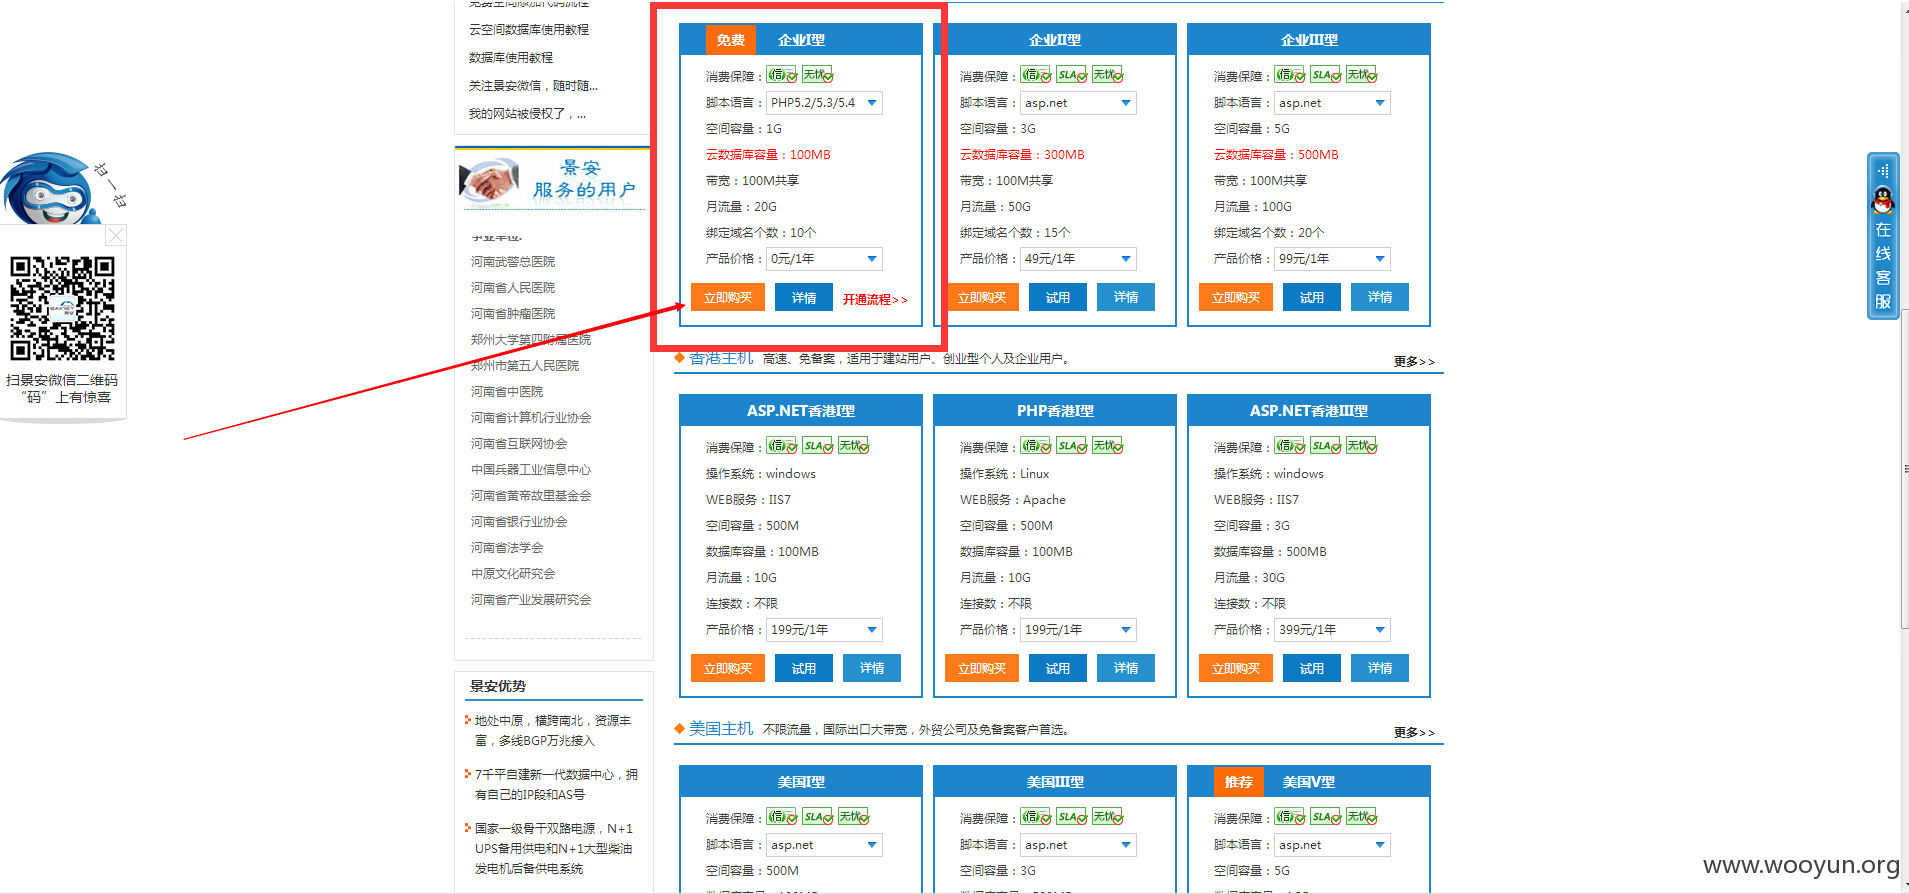 免费空间添加代码流程
云空间数据库使用教程
数据库使用教程
关注景安微信，随时随...
我的网站被侵权了，...
景安
服务的用户
事业单位:
河南武警总医院
河南省人民医院
河南省肿瘤医院
郑州大学第四附属医院
郑州市第五人民医院
河南省中医院
河南省计算机行业协会
河南省互联网协会
中国兵器工业信息中心
河南省黄帝故里基金会
河南省银行业协会
河南省法学会
中原文化研究会
河南省产业发展研究会
景安优势
地处中原，横跨南北，资源丰
富，多线BGP万兆接入
7千平自建新一代数据中心，拥
有自己的IP段和AS号
国家一级骨干双路电源，N+1
UPS备用供电和N+1大型柴油
发电机后备供电系统
扫一扫
扫景安微信二维码
“码”上有惊喜
免费 企业I型
消费保障：信 无忧
脚本语言：PHP5.2/5.3/5.4
空间容量：1G
云数据库容量：100MB
带宽：100M共享
月流量：20G
绑定域名个数：10个
产品价格：0元/1年
立即购买 详情 开通流程>>
企业II型
消费保障：信 SLA 无忧
脚本语言：asp.net
空间容量：3G
云数据库容量：300MB
带宽：100M共享
月流量：50G
绑定域名个数：15个
产品价格：49元/1年
立即购买 试用 详情
企业III型
消费保障：信 SLA 无忧
脚本语言：asp.net
空间容量：5G
云数据库容量：500MB
带宽：100M共享
月流量：100G
绑定域名个数：20个
产品价格：99元/1年
立即购买 试用 详情
香港主机 高速、免备案，适用于建站用户、创业型个人及企业用户。 更多>>
ASP.NET香港I型
消费保障：信 SLA 无忧
操作系统：windows
WEB服务：IIS7
空间容量：500M
数据库容量：100MB
月流量：10G
连接数：不限
产品价格：199元/1年
立即购买 试用 详情
PHP香港I型
消费保障：信 SLA 无忧
操作系统：Linux
WEB服务：Apache
空间容量：500M
数据库容量：100MB
月流量：10G
连接数：不限
产品价格：199元/1年
立即购买 试用 详情
ASP.NET香港III型
消费保障：信 SLA 无忧
操作系统：windows
WEB服务：IIS7
空间容量：3G
数据库容量：500MB
月流量：30G
连接数：不限
产品价格：399元/1年
立即购买 试用 详情
美国主机 不限流量，国际出口大带宽，外贸公司及免备案客户首选。 更多>>
美国I型
消费保障：信 SLA 无忧
脚本语言：asp.net
空间容量：500M
美国III型
消费保障：信 SLA 无忧
脚本语言：asp.net
空间容量：3G
推荐 美国V型
消费保障：信 SLA 无忧
脚本语言：asp.net
空间容量：5G
在线客服
www.wooyun.org